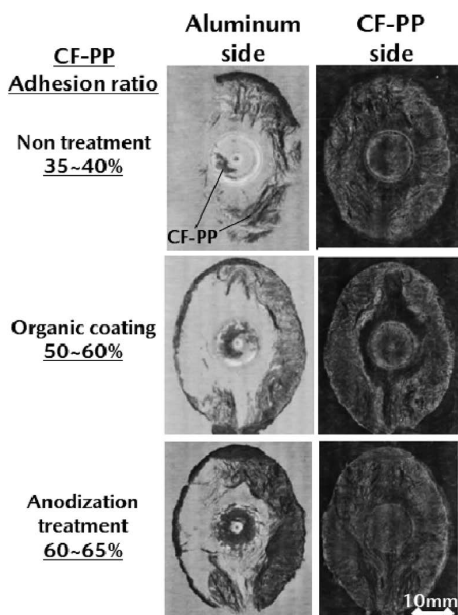 Aluminum
side
CF-PP
side
CF-PP
Adhesion ratio
Non treatment
35~40%
CF-PP
Organic coating
50~60%
Anodization
treatment
60~65%
10mm